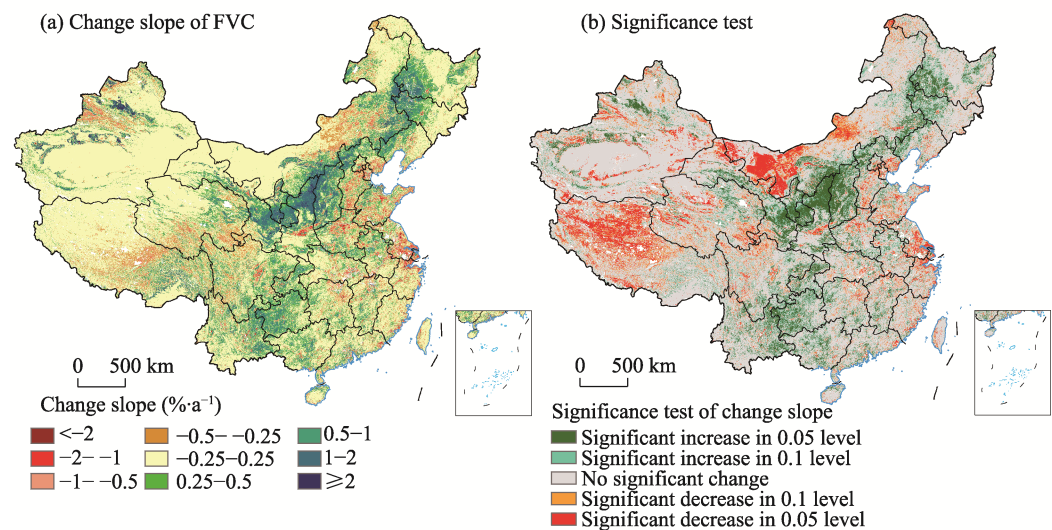 (a) Change slope of FVC
(b) Significance test
0 500 km
Change slope (%·a⁻¹)
<−2
−2− −1
−1− −0.5
−0.5− −0.25
−0.25−0.25
0.25−0.5
0.5−1
1−2
≥2
0 500 km
Significance test of change slope
Significant increase in 0.05 level
Significant increase in 0.1 level
No significant change
Significant decrease in 0.1 level
Significant decrease in 0.05 level